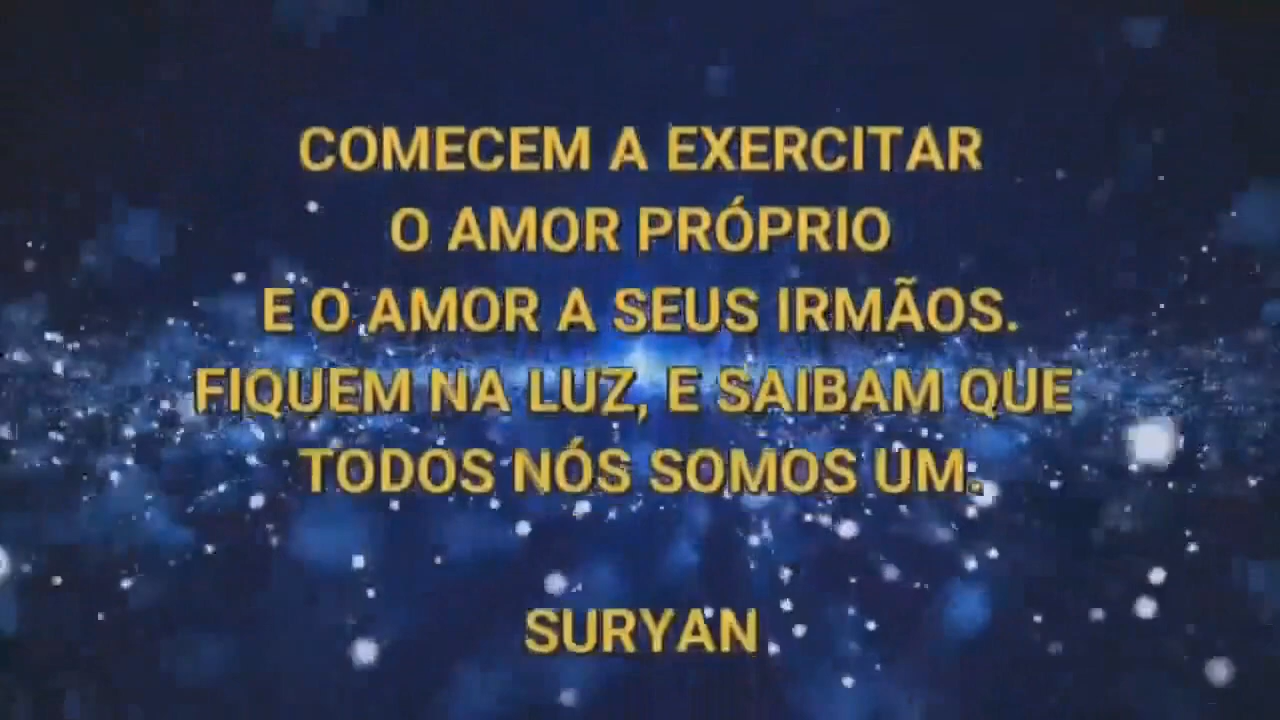 COMECEM A EXERCITAR
O AMOR PRÓPRIO
E O AMOR A SEUS IRMÃOS.
FIQUEM NA LUZ, E SAIBAM QUE
TODOS NÓS SOMOS UM.
SURYAN